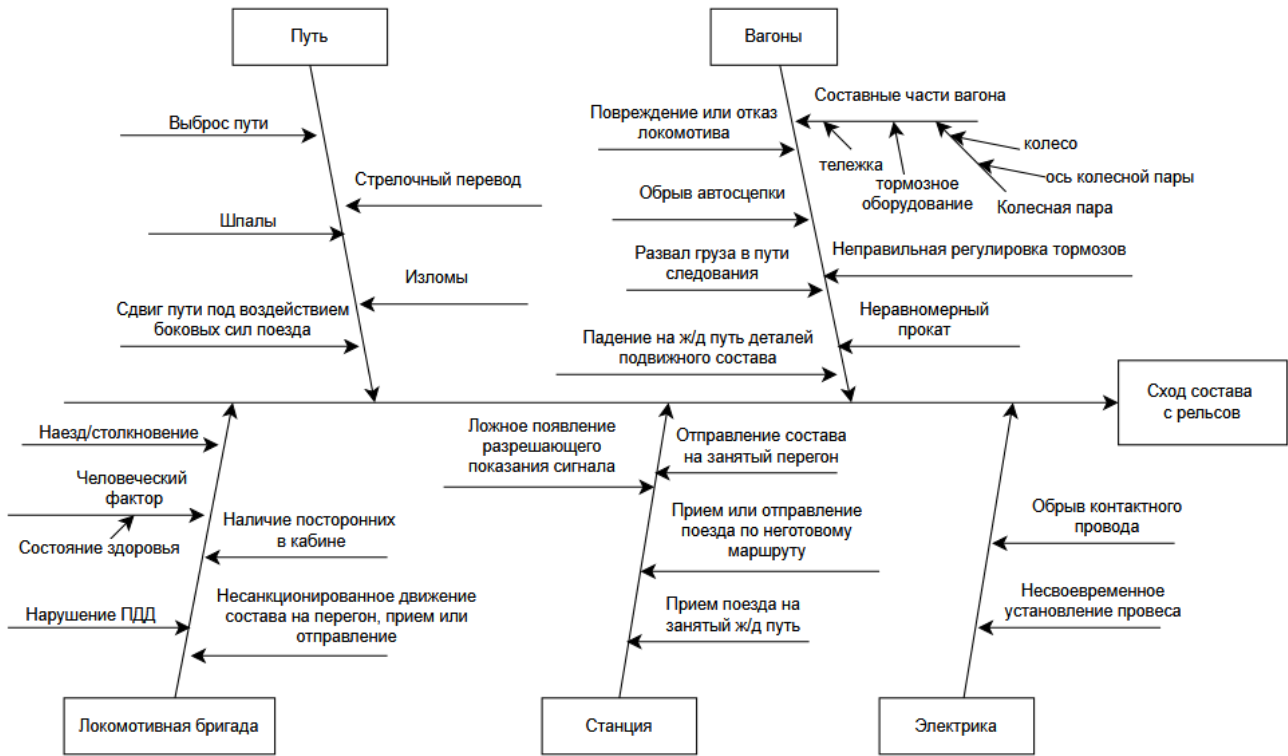 Путь
Вагоны
Выброс пути
Стрелочный перевод
Шпалы
Изломы
Сдвиг пути под воздействием
боковых сил поезда
Повреждение или отказ
локомотива
Составные части вагона
тележка
тормозное
оборудование
колесо
ось колесной пары
Колесная пара
Обрыв автосцепки
Развал груза в пути
следования
Неправильная регулировка тормозов
Неравномерный
прокат
Падение на ж/д путь деталей
подвижного состава
Сход состава
с рельсов
Наезд/столкновение
Человеческий
фактор
Состояние здоровья
Наличие посторонних
в кабине
Нарушение ПДД
Несанкционированное движение
состава на перегон, прием или
отправление
Ложное появление
разрешающего
показания сигнала
Отправление состава
на занятый перегон
Прием или отправление
поезда по неготовому
маршруту
Прием поезда на
занятый ж/д путь
Обрыв контактного
провода
Несвоевременное
установление провеса
Локомотивная бригада
Станция
Электрика